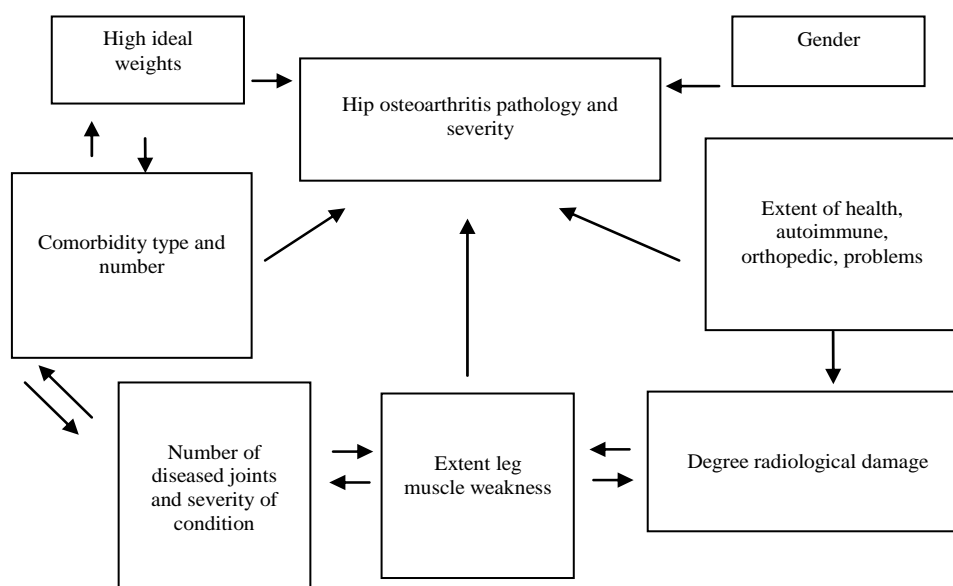 High ideal
weights
Gender
Hip osteoarthritis pathology and
severity
Extent of health,
autoimmune,
orthopedic, problems
Comorbidity type and
number
Number of
diseased joints
and severity of
condition
Extent leg
muscle weakness
Degree radiological damage